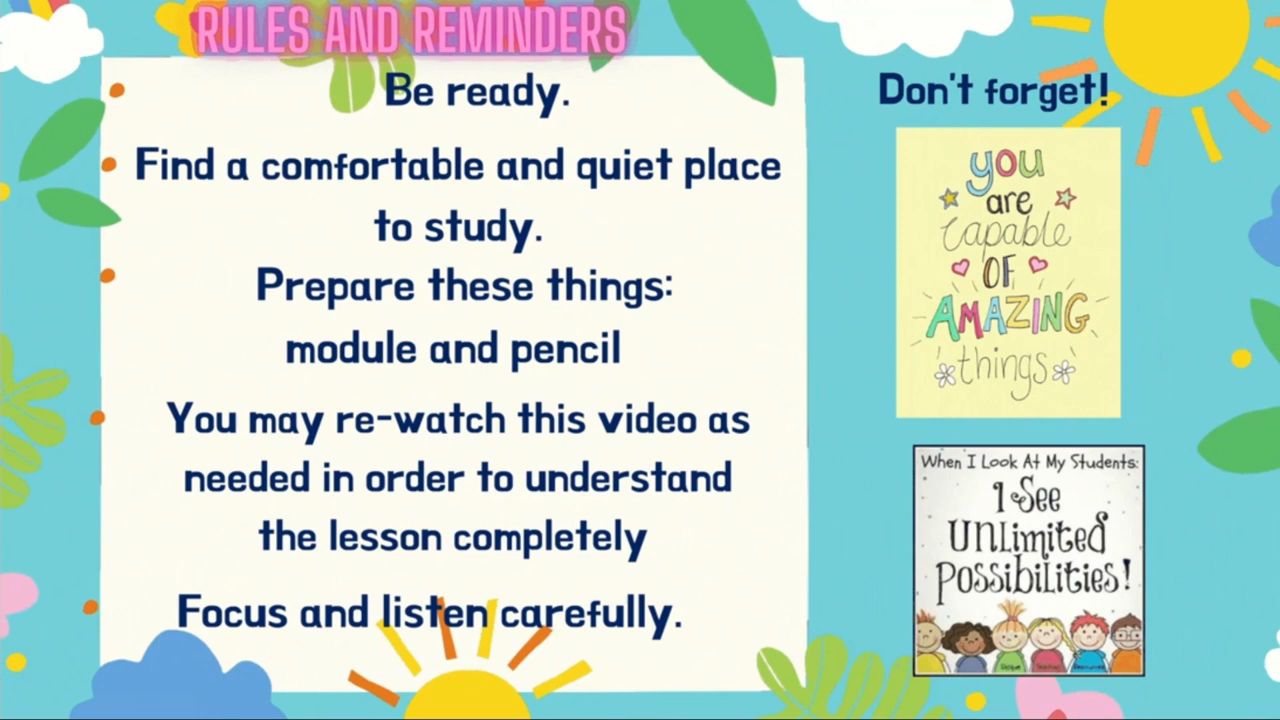 RULES AND REMINDERS
Be ready.
Find a comfortable and quiet place
to study.
Prepare these things:
module and pencil
You may re-watch this video as
needed in order to understand
the lesson completely
Focus and listen carefully.
Don't forget!
you
are
capable
OF
AMAZING
things
When I Look At My Students:
I See
UNLimited
Possibilities!
Unique